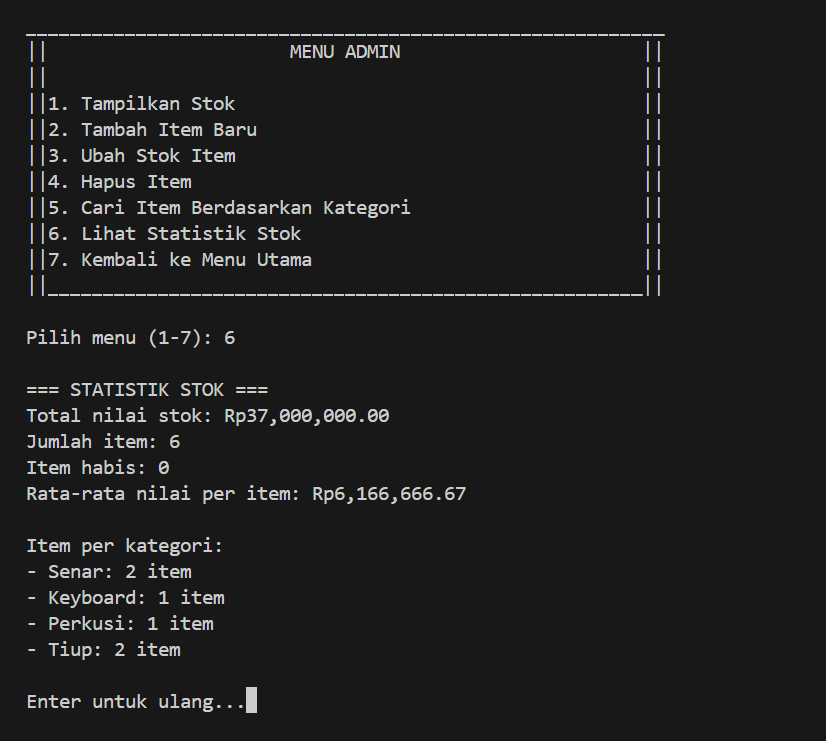 __________________________________________________________
||                      MENU ADMIN                      ||
||                                                      ||
||1. Tampilkan Stok                                     ||
||2. Tambah Item Baru                                   ||
||3. Ubah Stok Item                                     ||
||4. Hapus Item                                         ||
||5. Cari Item Berdasarkan Kategori                     ||
||6. Lihat Statistik Stok                               ||
||7. Kembali ke Menu Utama                              ||
||______________________________________________________||
Pilih menu (1-7): 6
=== STATISTIK STOK ===
Total nilai stok: Rp37,000,000.00
Jumlah item: 6
Item habis: 0
Rata-rata nilai per item: Rp6,166,666.67
Item per kategori:
- Senar: 2 item
- Keyboard: 1 item
- Perkusi: 1 item
- Tiup: 2 item
Enter untuk ulang...